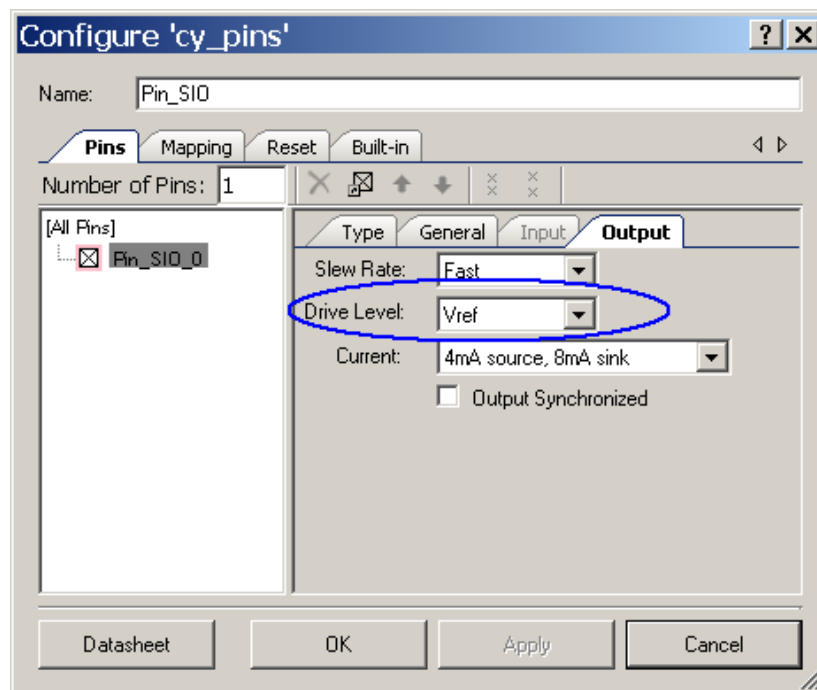 Configure 'cy_pins'
Name: Pin_SIO
Pins Mapping Reset Built-in
Number of Pins: 1
[All Pins]
Pin_SIO_0
Type General Input Output
Slew Rate: Fast
Drive Level: Vref
Current: 4mA source, 8mA sink
Output Synchronized
Datasheet OK Apply Cancel